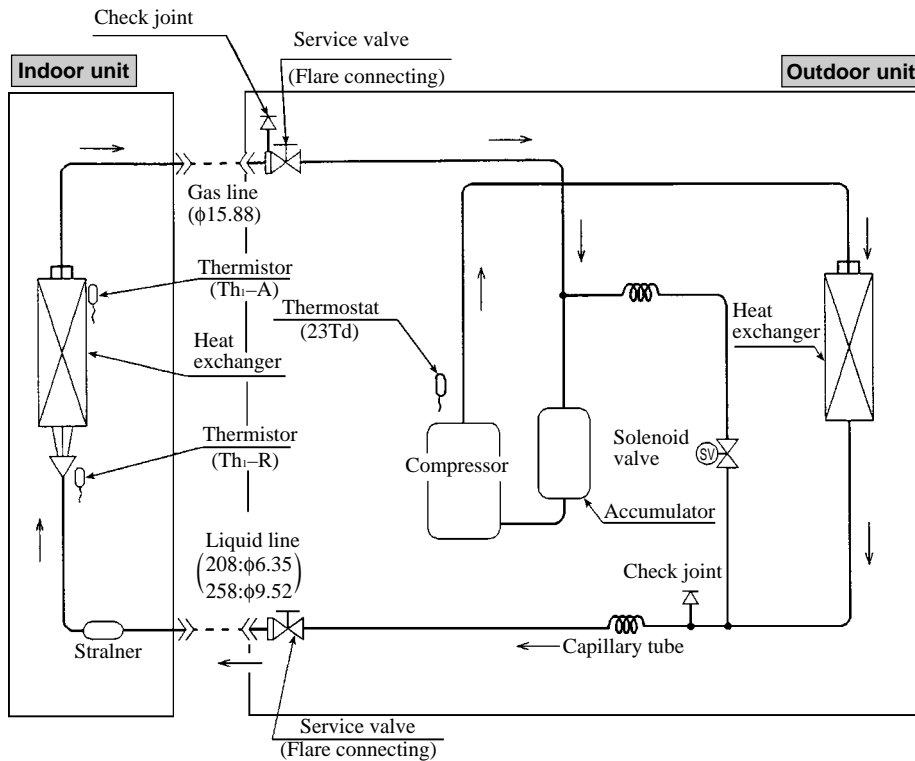 Check joint
Service valve
(Flare connecting)
Indoor unit
Outdoor unit
Gas line
(φ15.88)
Thermistor
(Th₁–A)
Thermostat
(23Td)
Heat
exchanger
Heat
exchanger
Thermistor
(Th₁–R)
Compressor
Solenoid
valve
SV
Accumulator
Liquid line
(208:φ6.35
258:φ9.52)
Check joint
Stralner
Capillary tube
Service valve
(Flare connecting)